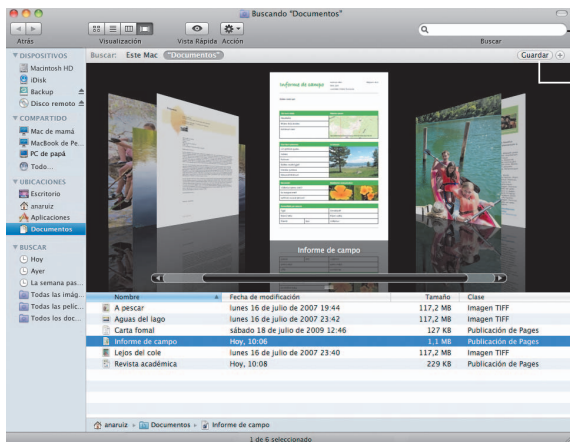 Buscando "Documentos"
Atrás Visualización Vista Rápida Acción Buscar
Buscar: Este Mac "Documentos" Guardar
DISPOSITIVOS
Macintosh HD
iDisk
Backup
Disco remoto
COMPARTIDO
Mac de mamá
MacBook de Pe...
PC de papá
Todo...
UBICACIONES
Escritorio
anaruiz
Aplicaciones
Documentos
BUSCAR
Hoy
Ayer
La semana pas...
Todas las imág...
Todas las pelíc...
Todos los doc...
Informe de campo
Informe de campo
Nombre Fecha de modificación Tamaño Clase
A pescar lunes 16 de julio de 2007 19:44 117,2 MB Imagen TIFF
Aguas del lago lunes 16 de julio de 2007 23:42 117,2 MB Imagen TIFF
Carta fomal sábado 18 de julio de 2009 12:46 127 KB Publicación de Pages
Informe de campo Hoy, 10:06 1,1 MB Publicación de Pages
Lejos del cole lunes 16 de julio de 2007 23:40 117,2 MB Imagen TIFF
Revista académica Hoy, 10:08 229 KB Publicación de Pages
anaruiz Documentos Informe de campo
1 de 6 seleccionado